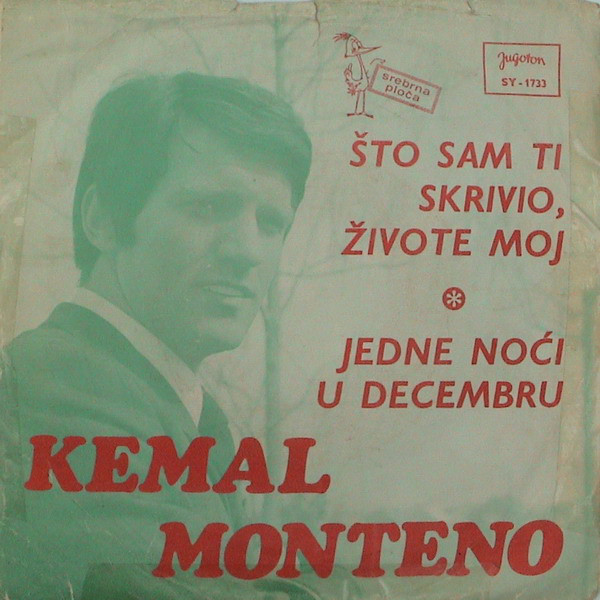 srebrna
ploča
Jugoton
SY-1733
ŠTO SAM TI
SKRIVIO,
ŽIVOTE MOJ
JEDNE NOĆI
U DECEMBRU
KEMAL
MONTENO